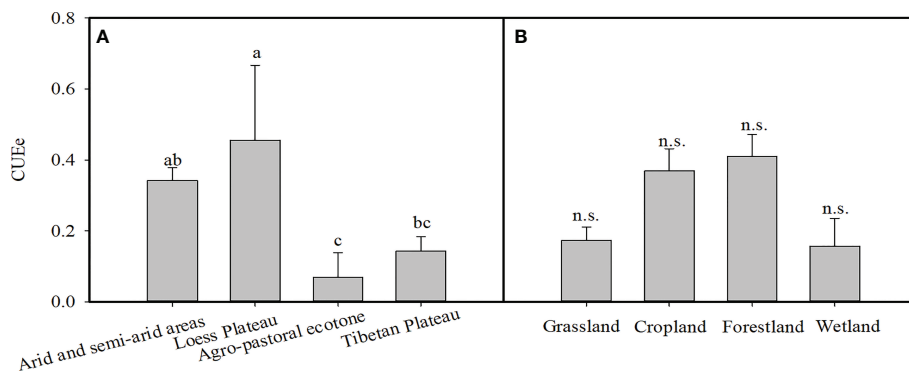 0.8
0.6
0.4
0.2
0.0
CUEe
A
ab
a
c
bc
Arid and semi-arid areas
Loess Plateau
Agro-pastoral ecotone
Tibetan Plateau
B
n.s.
n.s.
n.s.
n.s.
Grassland
Cropland
Forestland
Wetland